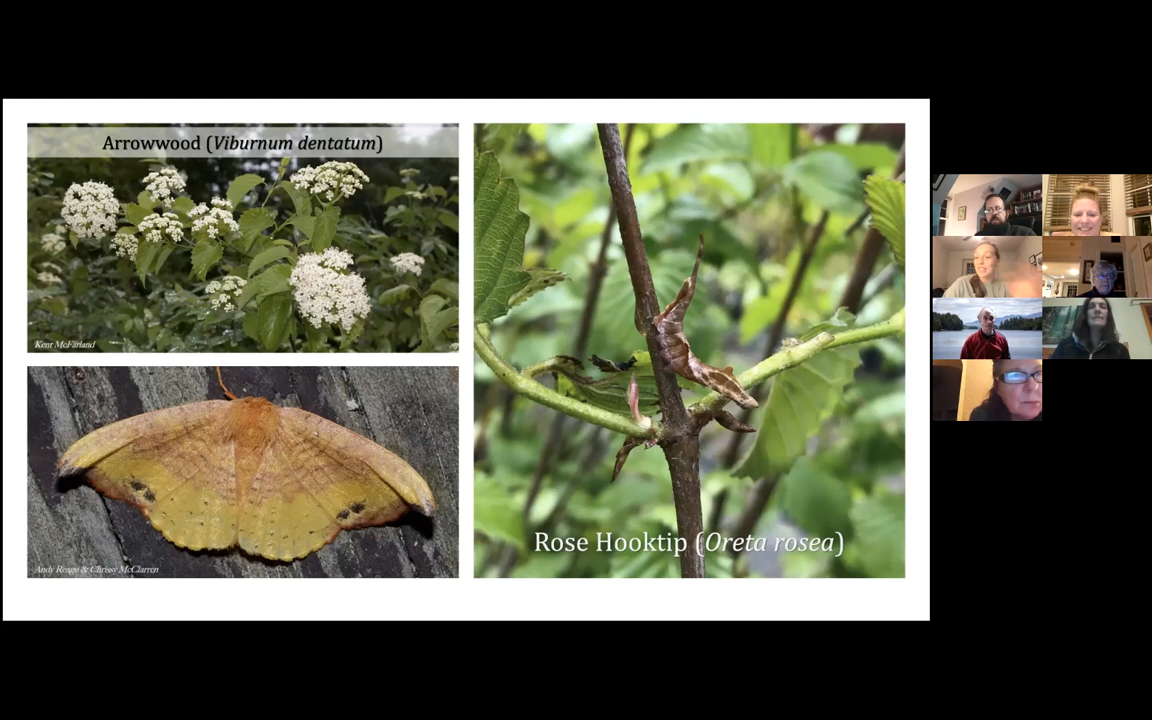 Arrowwood (Viburnum dentatum)
Kent McFarland
Andy Reago & Chrissy McClarren
Rose Hooktip (Oreta rosea)